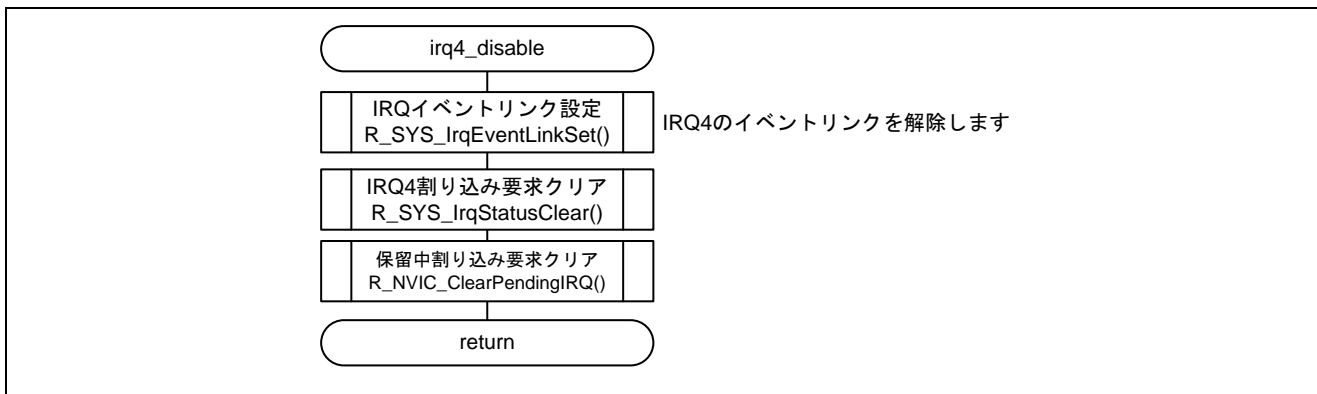 irq4_disable
IRQイベントリンク設定
R_SYS_IrqEventLinkSet()
IRQ4のイベントリンクを解除します
IRQ4割り込み要求クリア
R_SYS_IrqStatusClear()
保留中割り込み要求クリア
R_NVIC_ClearPendingIRQ()
return